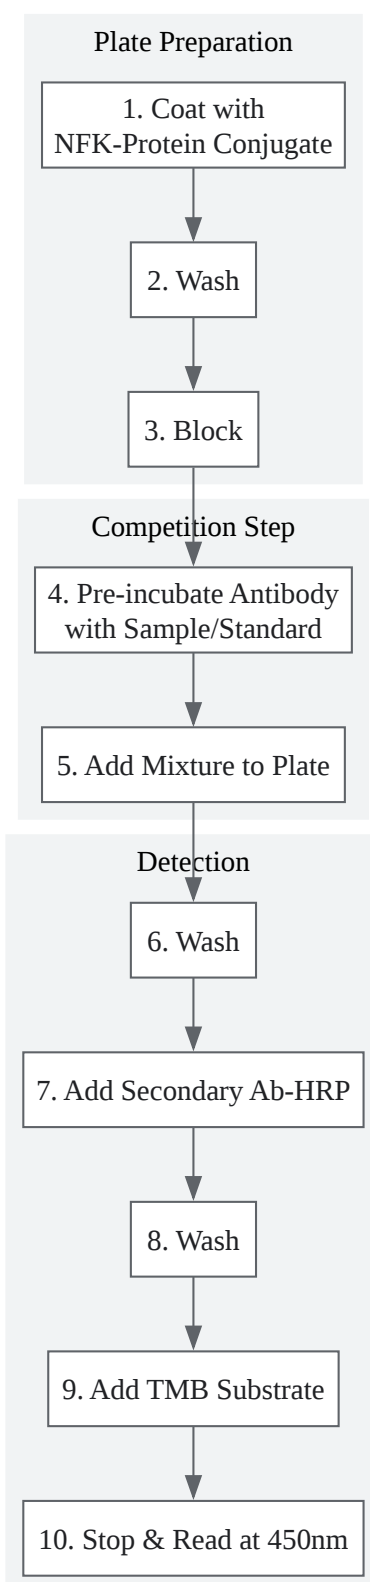 Plate Preparation
1. Coat with
NFK-Protein Conjugate
2. Wash
3. Block
Competition Step
4. Pre-incubate Antibody
with Sample/Standard
5. Add Mixture to Plate
Detection
6. Wash
7. Add Secondary Ab-HRP
8. Wash
9. Add TMB Substrate
10. Stop & Read at 450nm